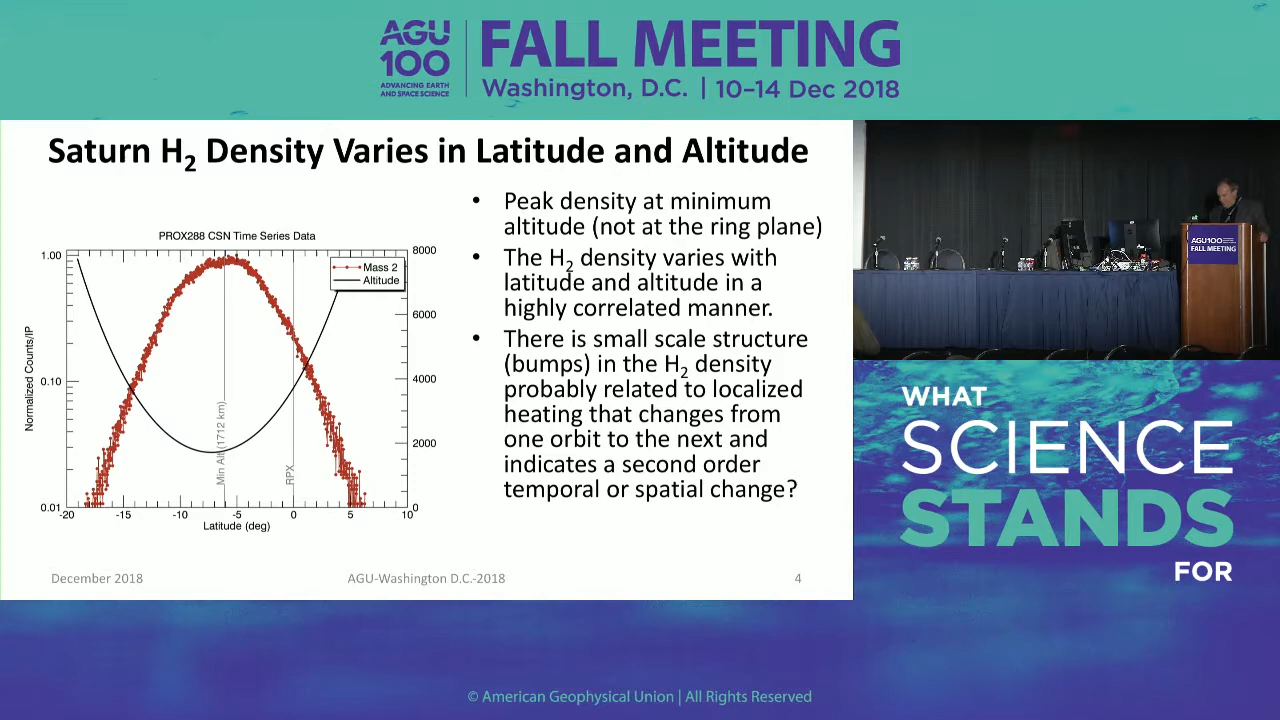 AGU
100
ADVANCING EARTH
AND SPACE SCIENCE
FALL MEETING
Washington, D.C. | 10–14 Dec 2018
Saturn H₂ Density Varies in Latitude and Altitude
PROX288 CSN Time Series Data
1.00
0.10
0.01
Normalized Counts/IP
8000
6000
4000
2000
0
Mass 2
Altitude
Min Alt (1712 km)
RPX
-20
-15
-10
-5
0
5
10
Latitude (deg)
• Peak density at minimum
altitude (not at the ring plane)
• The H₂ density varies with
latitude and altitude in a
highly correlated manner.
• There is small scale structure
(bumps) in the H₂ density
probably related to localized
heating that changes from
one orbit to the next and
indicates a second order
temporal or spatial change?
December 2018
AGU-Washington D.C.-2018
4
AGU100
FALL MEETING
WHAT
SCIENCE
STANDS
FOR
© American Geophysical Union | All Rights Reserved